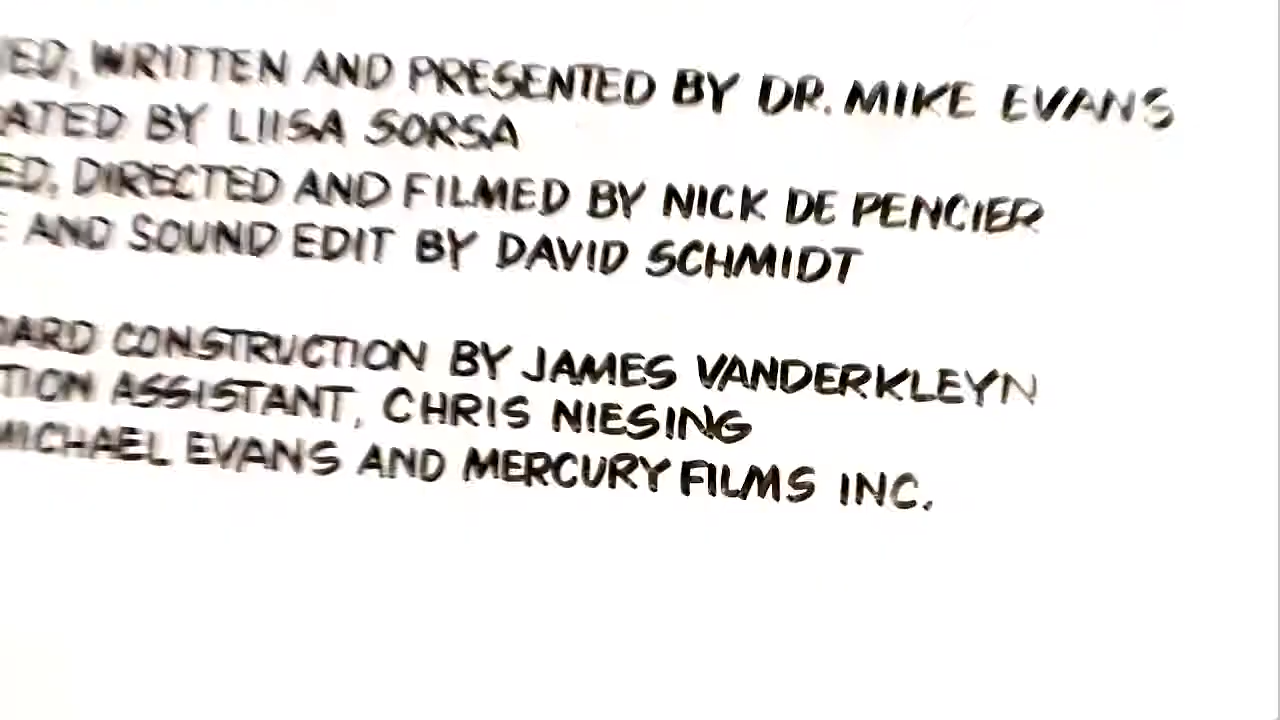 ED, WRITTEN AND PRESENTED BY DR. MIKE EVANS
ATED BY LIISA SORSA
ED, DIRECTED AND FILMED BY NICK DE PENCIER
E AND SOUND EDIT BY DAVID SCHMIDT
OARD CONSTRUCTION BY JAMES VANDERKLEYN
TION ASSISTANT, CHRIS NIESING
MICHAEL EVANS AND MERCURY FILMS INC.